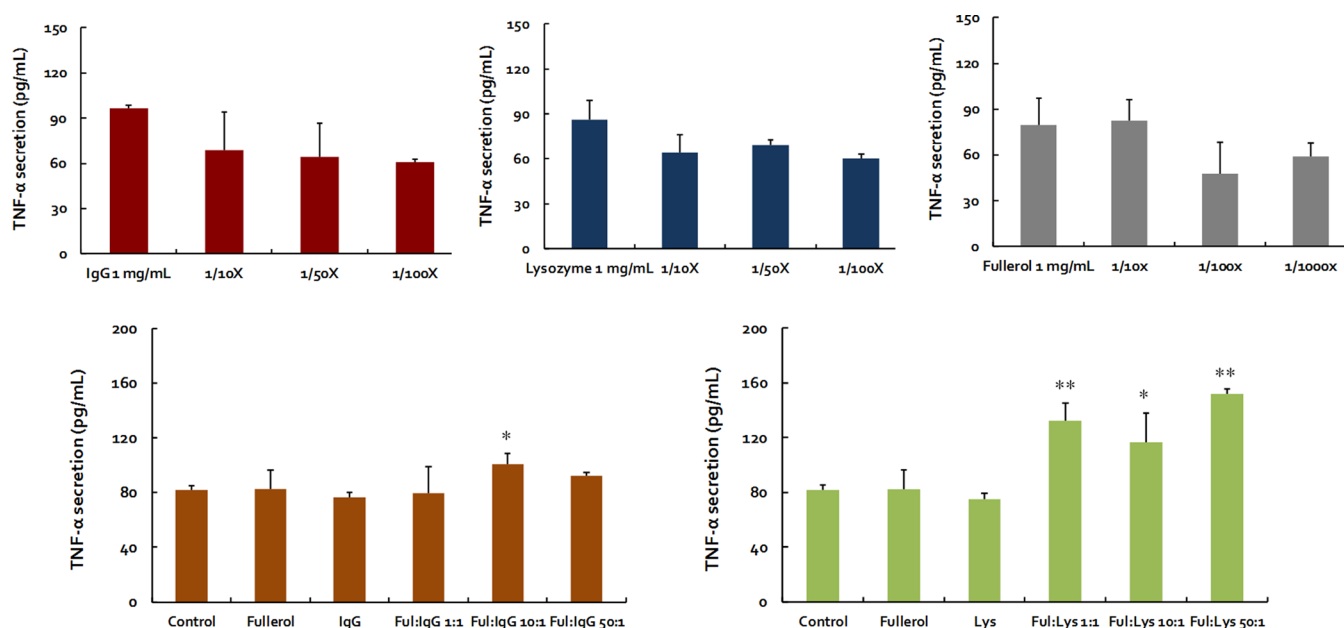 TNF-α secretion (pg/mL)
150
120
90
60
30
0
IgG 1 mg/mL 1/10X 1/50X 1/100X
TNF-α secretion (pg/mL)
150
120
90
60
30
0
Lysozyme 1 mg/mL 1/10X 1/50X 1/100X
TNF-α secretion (pg/mL)
150
120
90
60
30
0
Fullerol 1 mg/mL 1/10x 1/100x 1/1000x
TNF-α secretion (pg/mL)
200
160
120
80
40
0
*
Control Fullerol IgG Ful:IgG 1:1 Ful:IgG 10:1 Ful:IgG 50:1
TNF-α secretion (pg/mL)
200
160
120
80
40
0
** * **
Control Fullerol Lys Ful:Lys 1:1 Ful:Lys 10:1 Ful:Lys 50:1